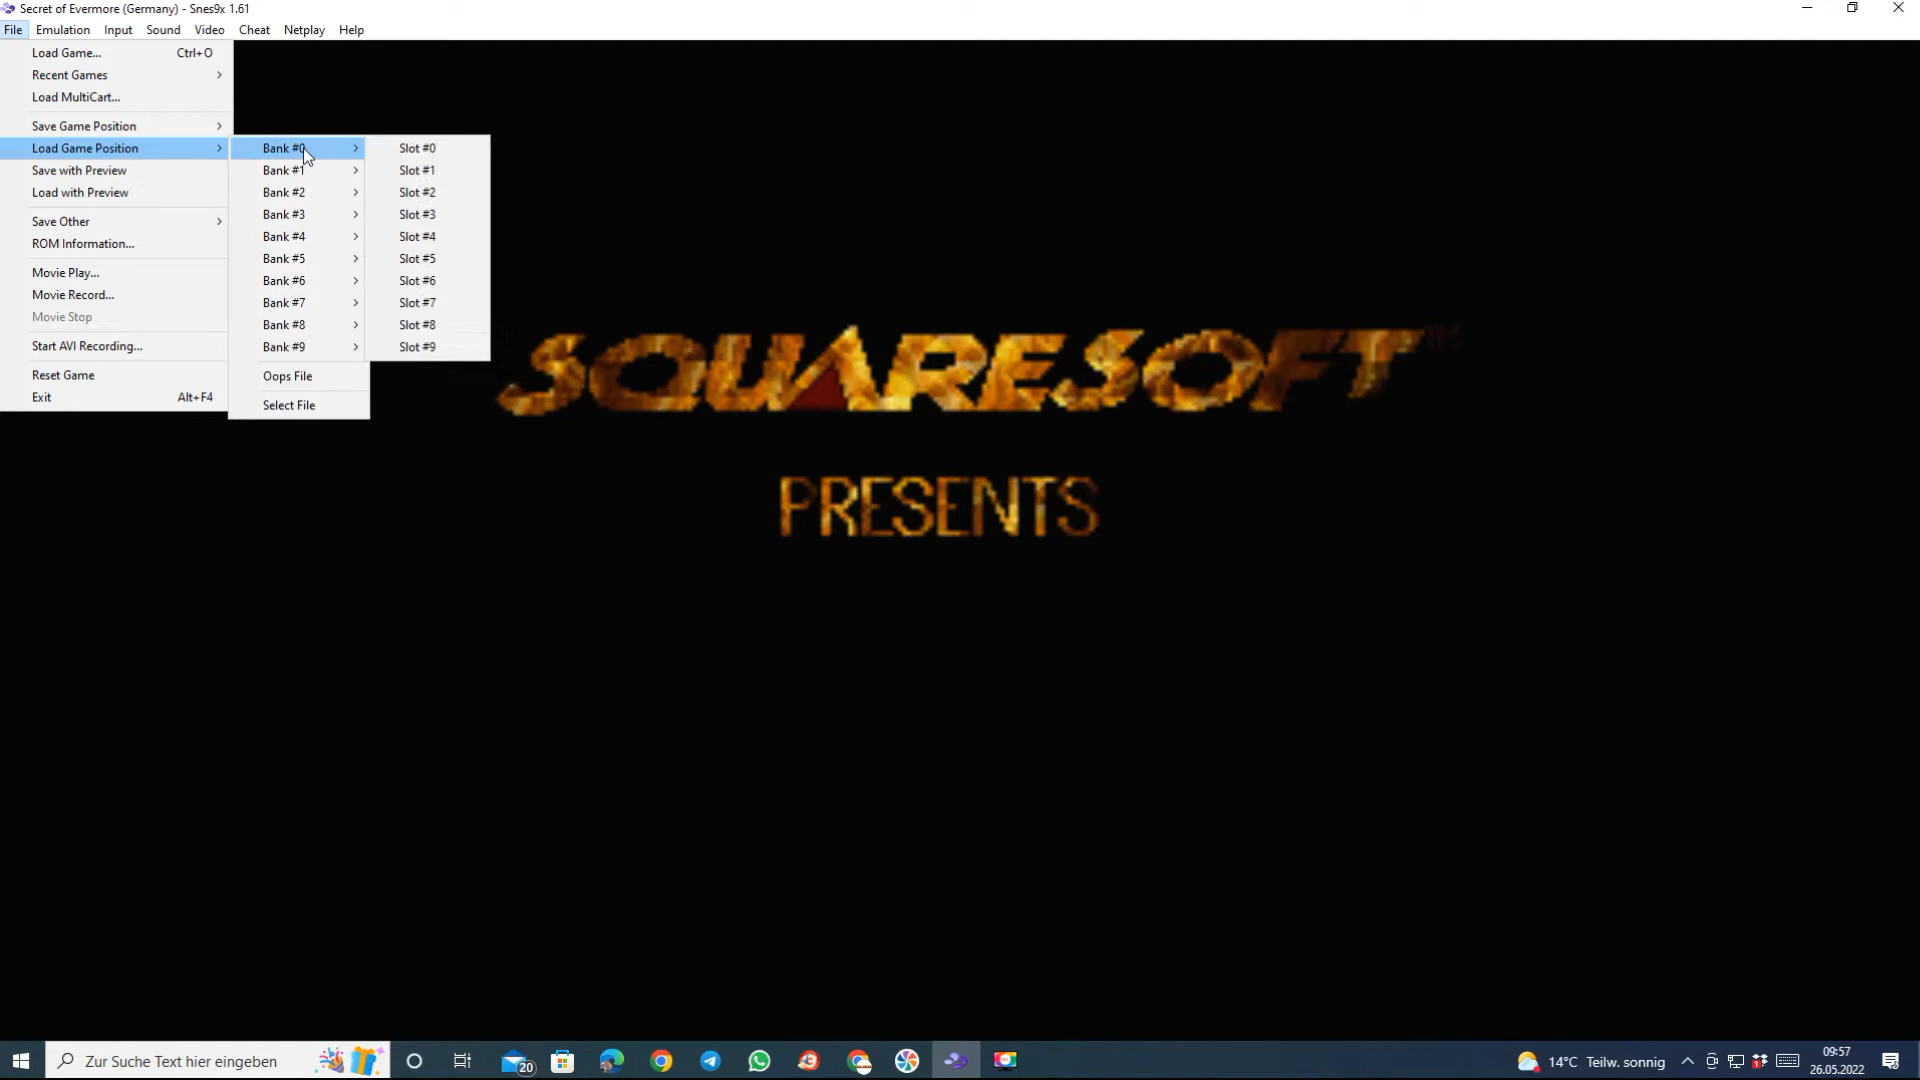 Secret of Evermore (Germany) - Snes9x 1.61
File Emulation Input Sound Video Cheat Netplay Help
Load Game... Ctrl+O
Recent Games
Load MultiCart...
Save Game Position
Load Game Position
Save with Preview
Load with Preview
Save Other
ROM Information...
Movie Play...
Movie Record...
Movie Stop
Start AVI Recording...
Reset Game
Exit Alt+F4
Bank #0
Bank #1
Bank #2
Bank #3
Bank #4
Bank #5
Bank #6
Bank #7
Bank #8
Bank #9
Oops File
Select File
Slot #0
Slot #1
Slot #2
Slot #3
Slot #4
Slot #5
Slot #6
Slot #7
Slot #8
Slot #9
SQUARESOFT TM
PRESENTS
Zur Suche Text hier eingeben
20
14°C Teilw. sonnig
09:57
26.05.2022